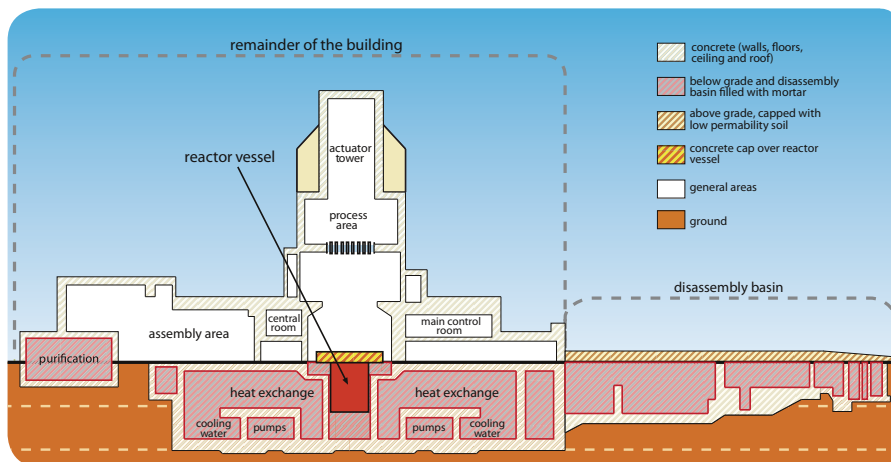 remainder of the building
concrete (walls, floors,
ceiling and roof)
below grade and disassembly
basin filled with mortar
above grade, capped with
low permability soil
concrete cap over reactor
vessel
general areas
ground
actuator
tower
reactor vessel
process
area
disassembly basin
assembly area
central
room
main control
room
purification
heat exchange
heat exchange
cooling
water
pumps
pumps
cooling
water